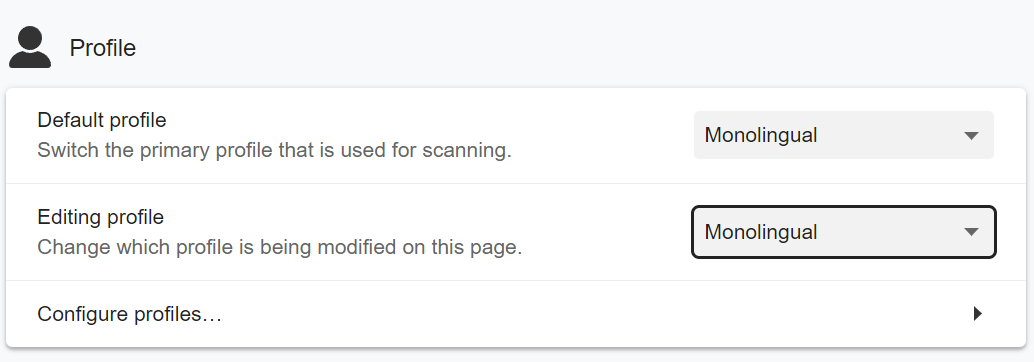 Profile
Default profile
Switch the primary profile that is used for scanning.
Monolingual
Editing profile
Change which profile is being modified on this page.
Monolingual
Configure profiles…